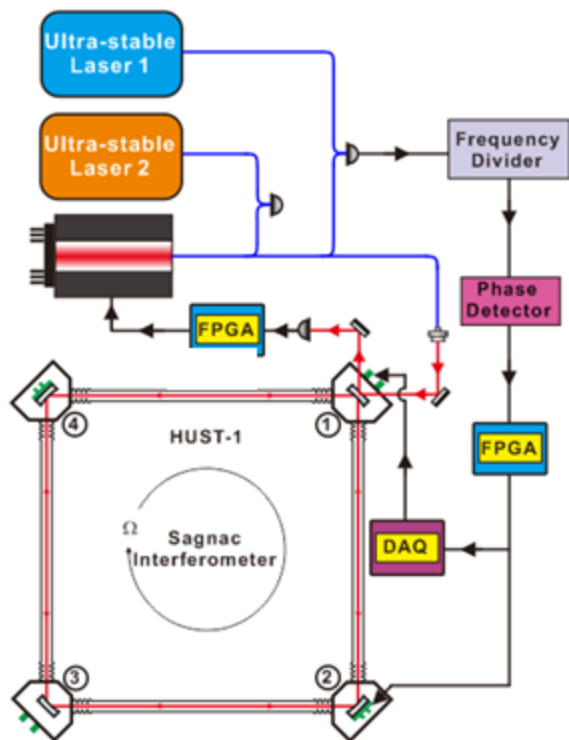 Ultra-stable
Laser 1
Ultra-stable
Laser 2
Frequency
Divider
Phase
Detector
FPGA
FPGA
④
①
HUST-1
Ω
Sagnac
Interferometer
DAQ
③
②